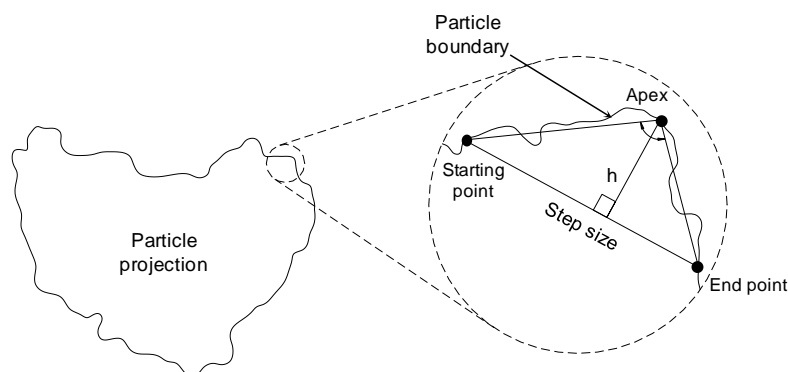 Particle
boundary
Apex
Starting
point
h
Step size
End point
Particle
projection